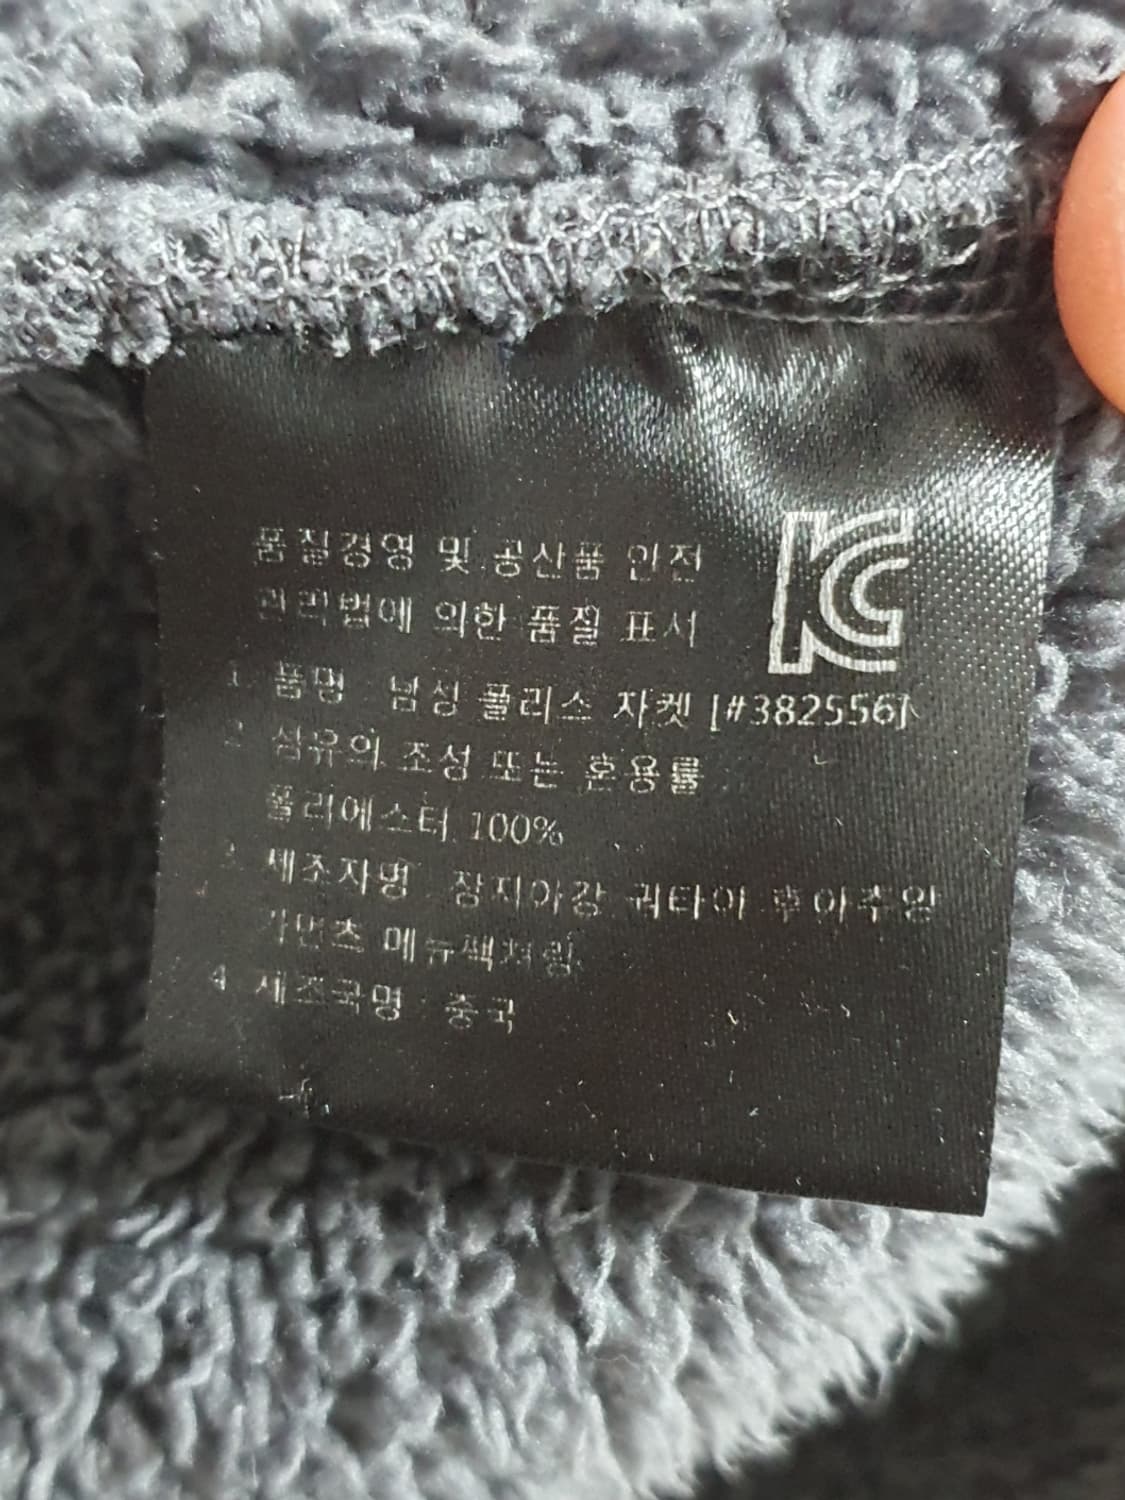 품질경영 및 공산품 안전
관리법에 의한 품질 표시
KC
1. 품명 남성 플리스 자켓 [#382556]
2. 섬유의 조성 또는 혼용률
폴리에스터 100%
3. 제조자명 장지아강 궈타이 후아주임
가먼츠 메뉴팩처링
4. 제조국명 : 중국